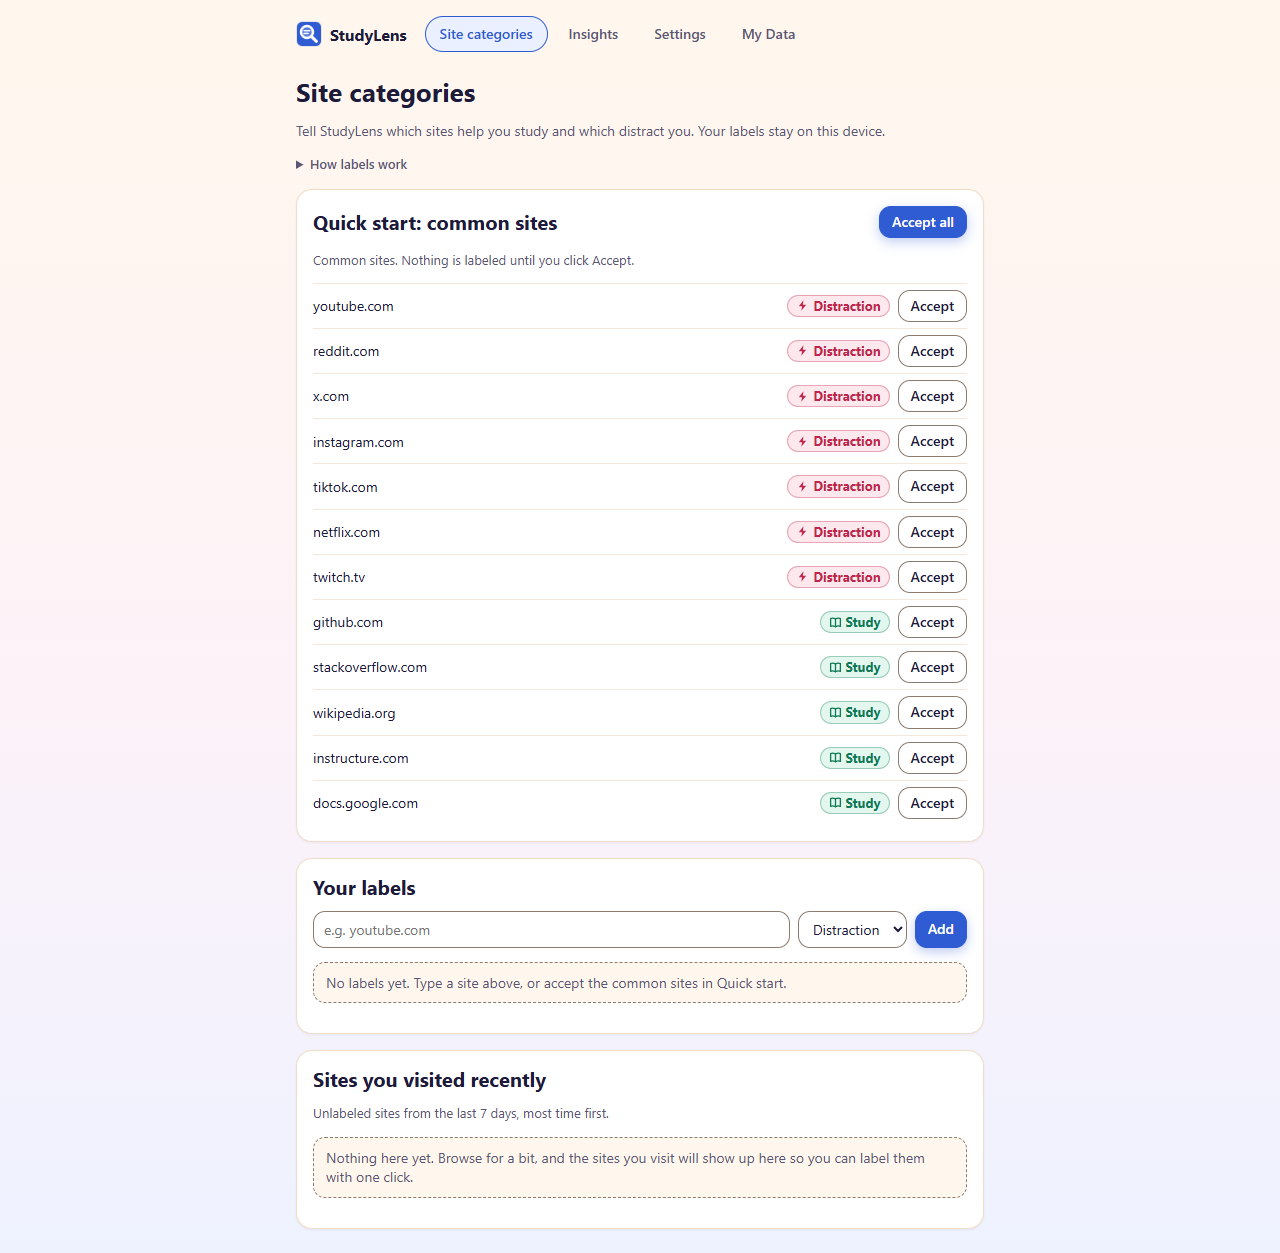 StudyLens
Site categories
Insights
Settings
My Data
Site categories
Tell StudyLens which sites help you study and which distract you. Your labels stay on this device.
How labels work
Quick start: common sites
Accept all
Common sites. Nothing is labeled until you click Accept.
youtube.com Distraction Accept
reddit.com Distraction Accept
x.com Distraction Accept
instagram.com Distraction Accept
tiktok.com Distraction Accept
netflix.com Distraction Accept
twitch.tv Distraction Accept
github.com Study Accept
stackoverflow.com Study Accept
wikipedia.org Study Accept
instructure.com Study Accept
docs.google.com Study Accept
Your labels
e.g. youtube.com Distraction Add
No labels yet. Type a site above, or accept the common sites in Quick start.
Sites you visited recently
Unlabeled sites from the last 7 days, most time first.
Nothing here yet. Browse for a bit, and the sites you visit will show up here so you can label them
with one click.